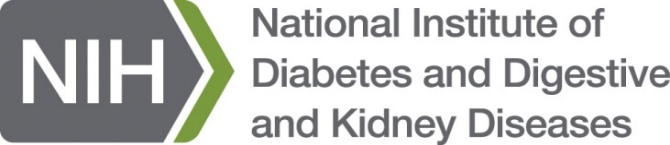 NIH
National Institute of
Diabetes and Digestive
and Kidney Diseases